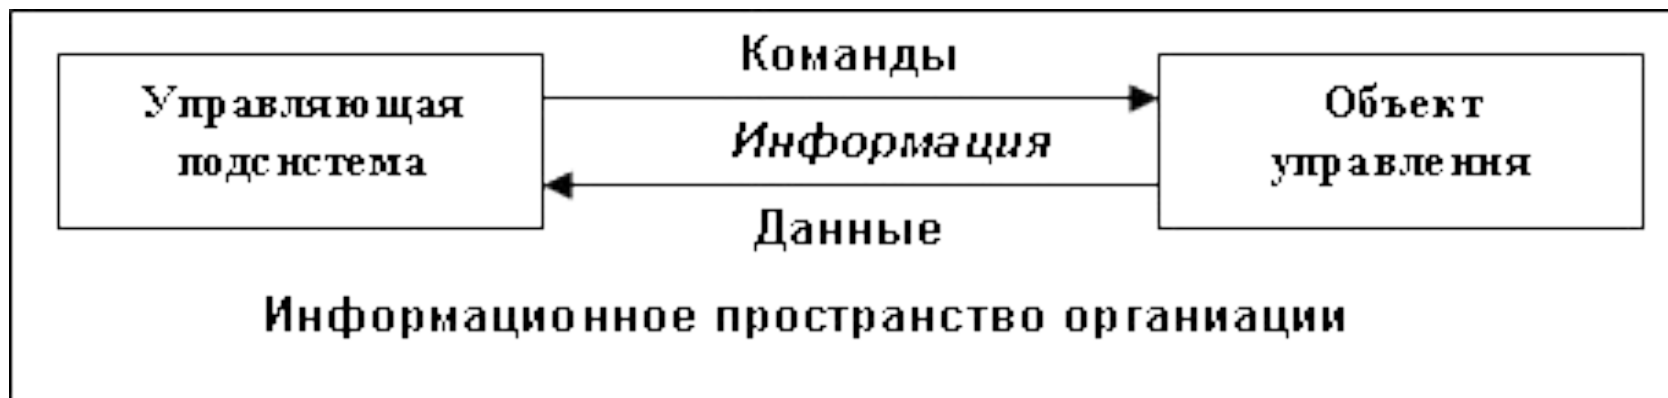 Команды
Управляющая
подсистема
Информация
Объект
управления
Данные
Информационное пространство органиации